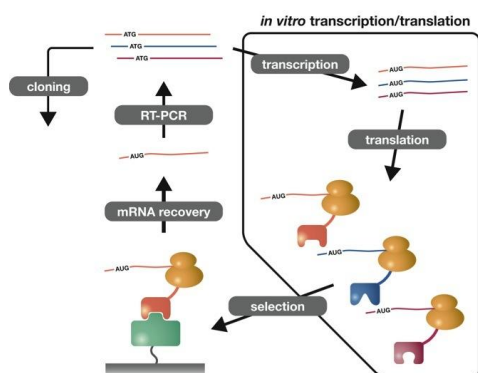 in vitro transcription/translation
ATG
ATG
ATG
transcription
AUG
AUG
AUG
cloning
RT-PCR
translation
AUG
mRNA recovery
AUG
AUG
AUG
selection
AUG